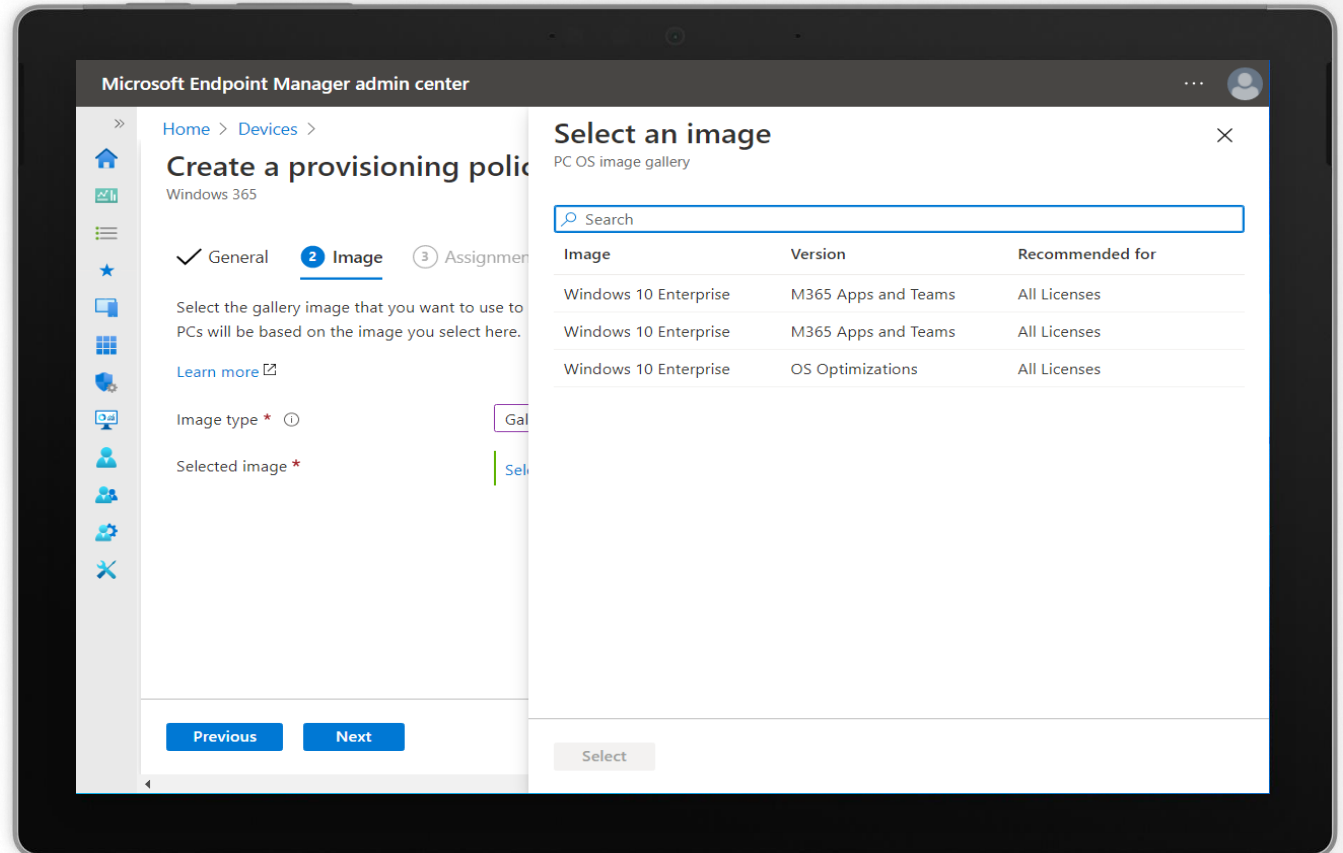 Microsoft Endpoint Manager admin center
Home > Devices >
Create a provisioning polic
Windows 365
General 2 Image 3 Assignmen
Select the gallery image that you want to use to
PCs will be based on the image you select here.
Learn more
Image type *
Gal
Selected image *
Sele
Previous Next
Select an image
PC OS image gallery
Search
Image Version Recommended for
Windows 10 Enterprise M365 Apps and Teams All Licenses
Windows 10 Enterprise M365 Apps and Teams All Licenses
Windows 10 Enterprise OS Optimizations All Licenses
Select